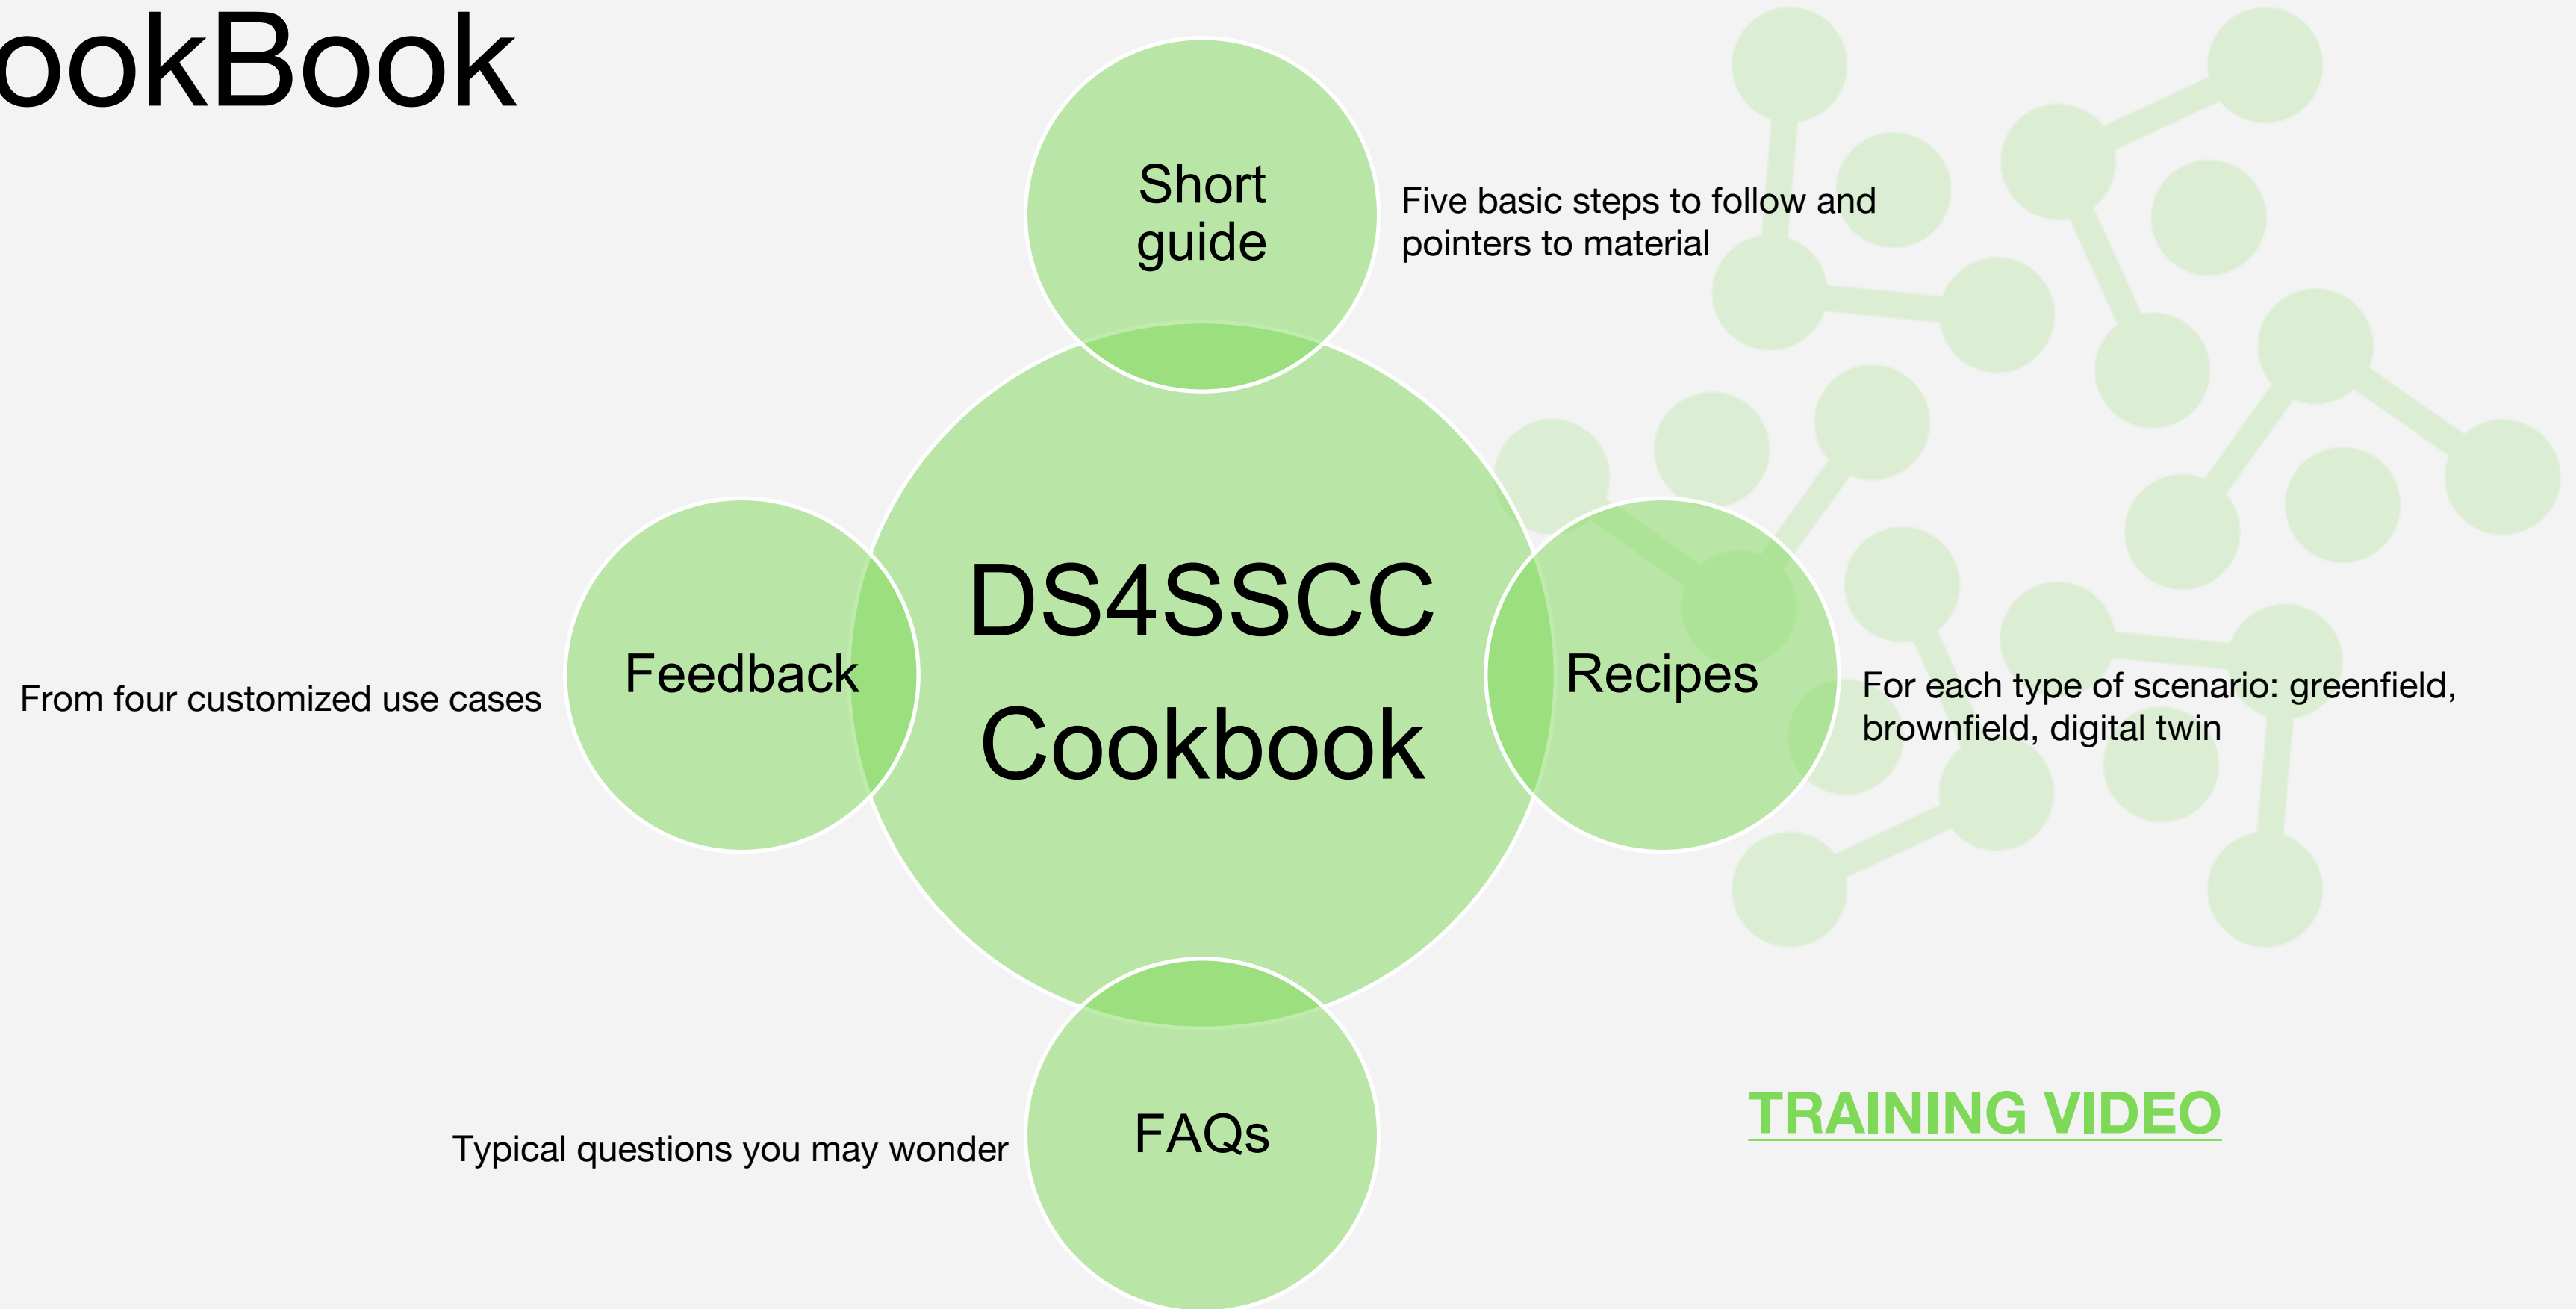 ookBook
Short
guide
Five basic steps to follow and
pointers to material
DS4SSCC
Cookbook
Feedback
From four customized use cases
Recipes
For each type of scenario: greenfield,
brownfield, digital twin
FAQs
Typical questions you may wonder
TRAINING VIDEO